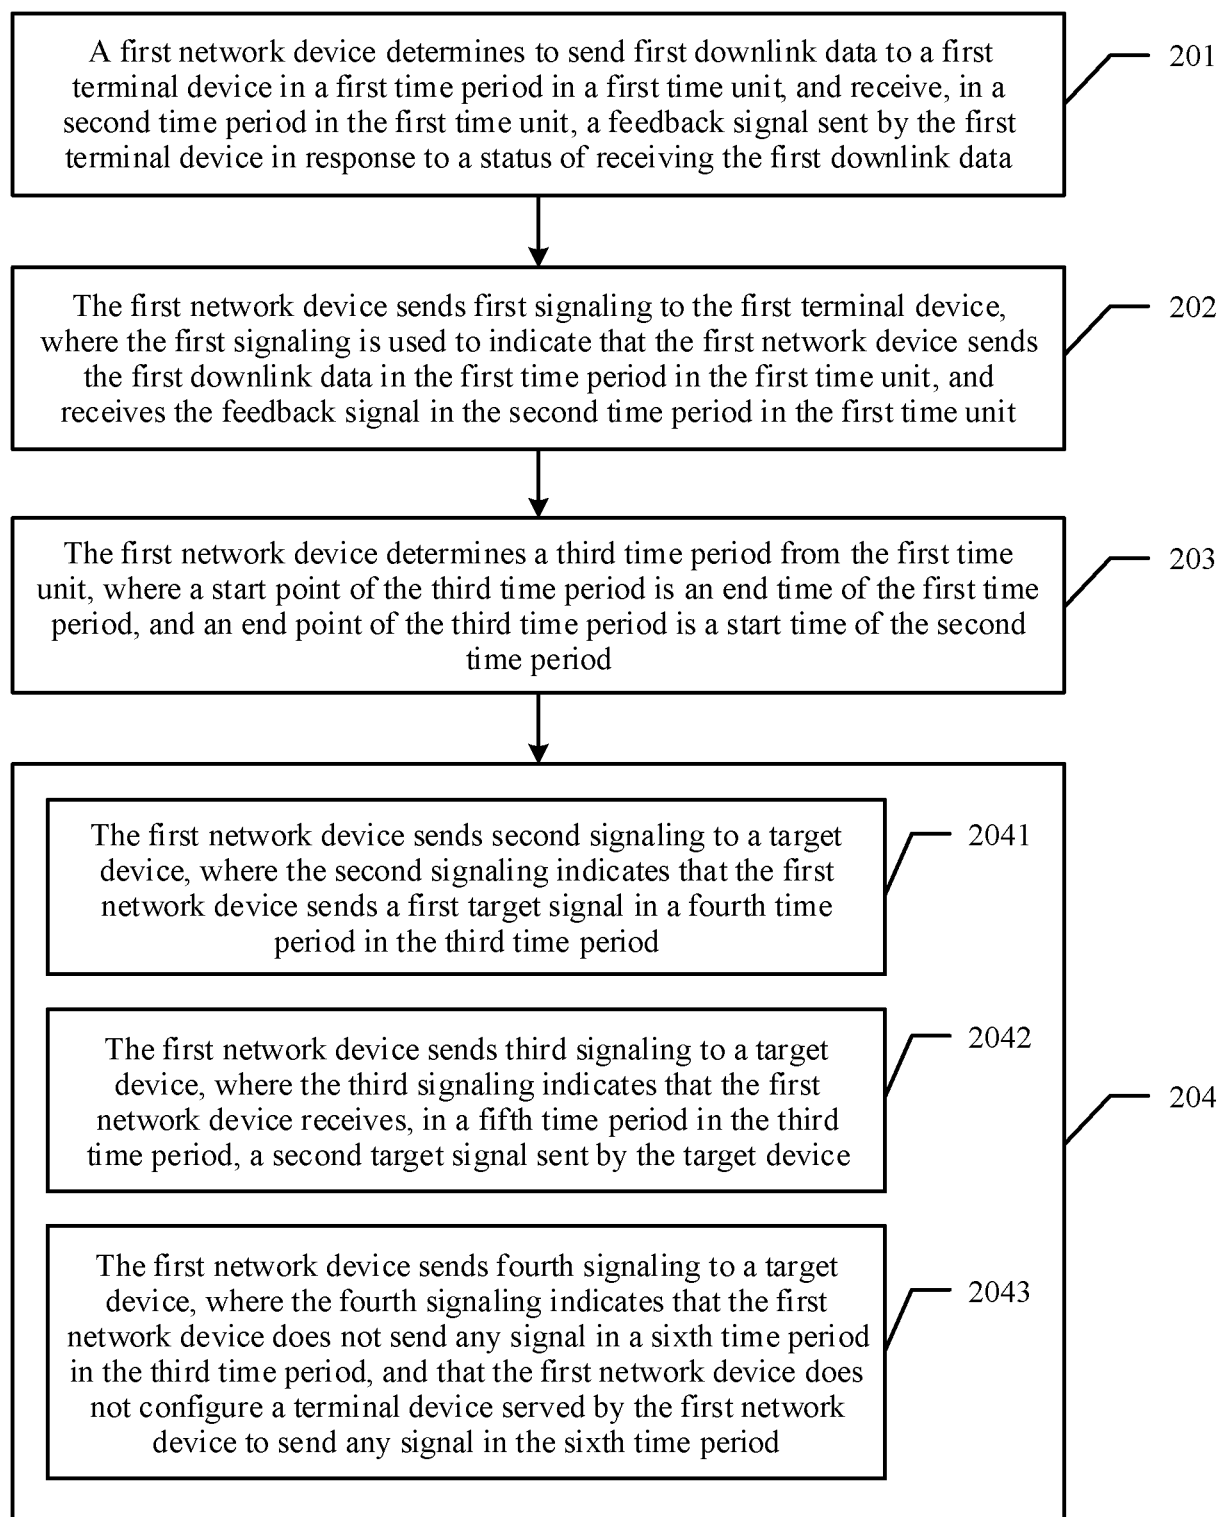 A first network device determines to send first downlink data to a first
terminal device in a first time period in a first time unit, and receive, in a
second time period in the first time unit, a feedback signal sent by the first
terminal device in response to a status of receiving the first downlink data
201
The first network device sends first signaling to the first terminal device,
where the first signaling is used to indicate that the first network device sends
the first downlink data in the first time period in the first time unit, and
receives the feedback signal in the second time period in the first time unit
202
The first network device determines a third time period from the first time
unit, where a start point of the third time period is an end time of the first time
period, and an end point of the third time period is a start time of the second
time period
203
The first network device sends second signaling to a target
device, where the second signaling indicates that the first
network device sends a first target signal in a fourth time
period in the third time period
2041
The first network device sends third signaling to a target
device, where the third signaling indicates that the first
network device receives, in a fifth time period in the third
time period, a second target signal sent by the target device
2042
204
The first network device sends fourth signaling to a target
device, where the fourth signaling indicates that the first
network device does not send any signal in a sixth time period
in the third time period, and that the first network device does
not configure a terminal device served by the first network
device to send any signal in the sixth time period
2043